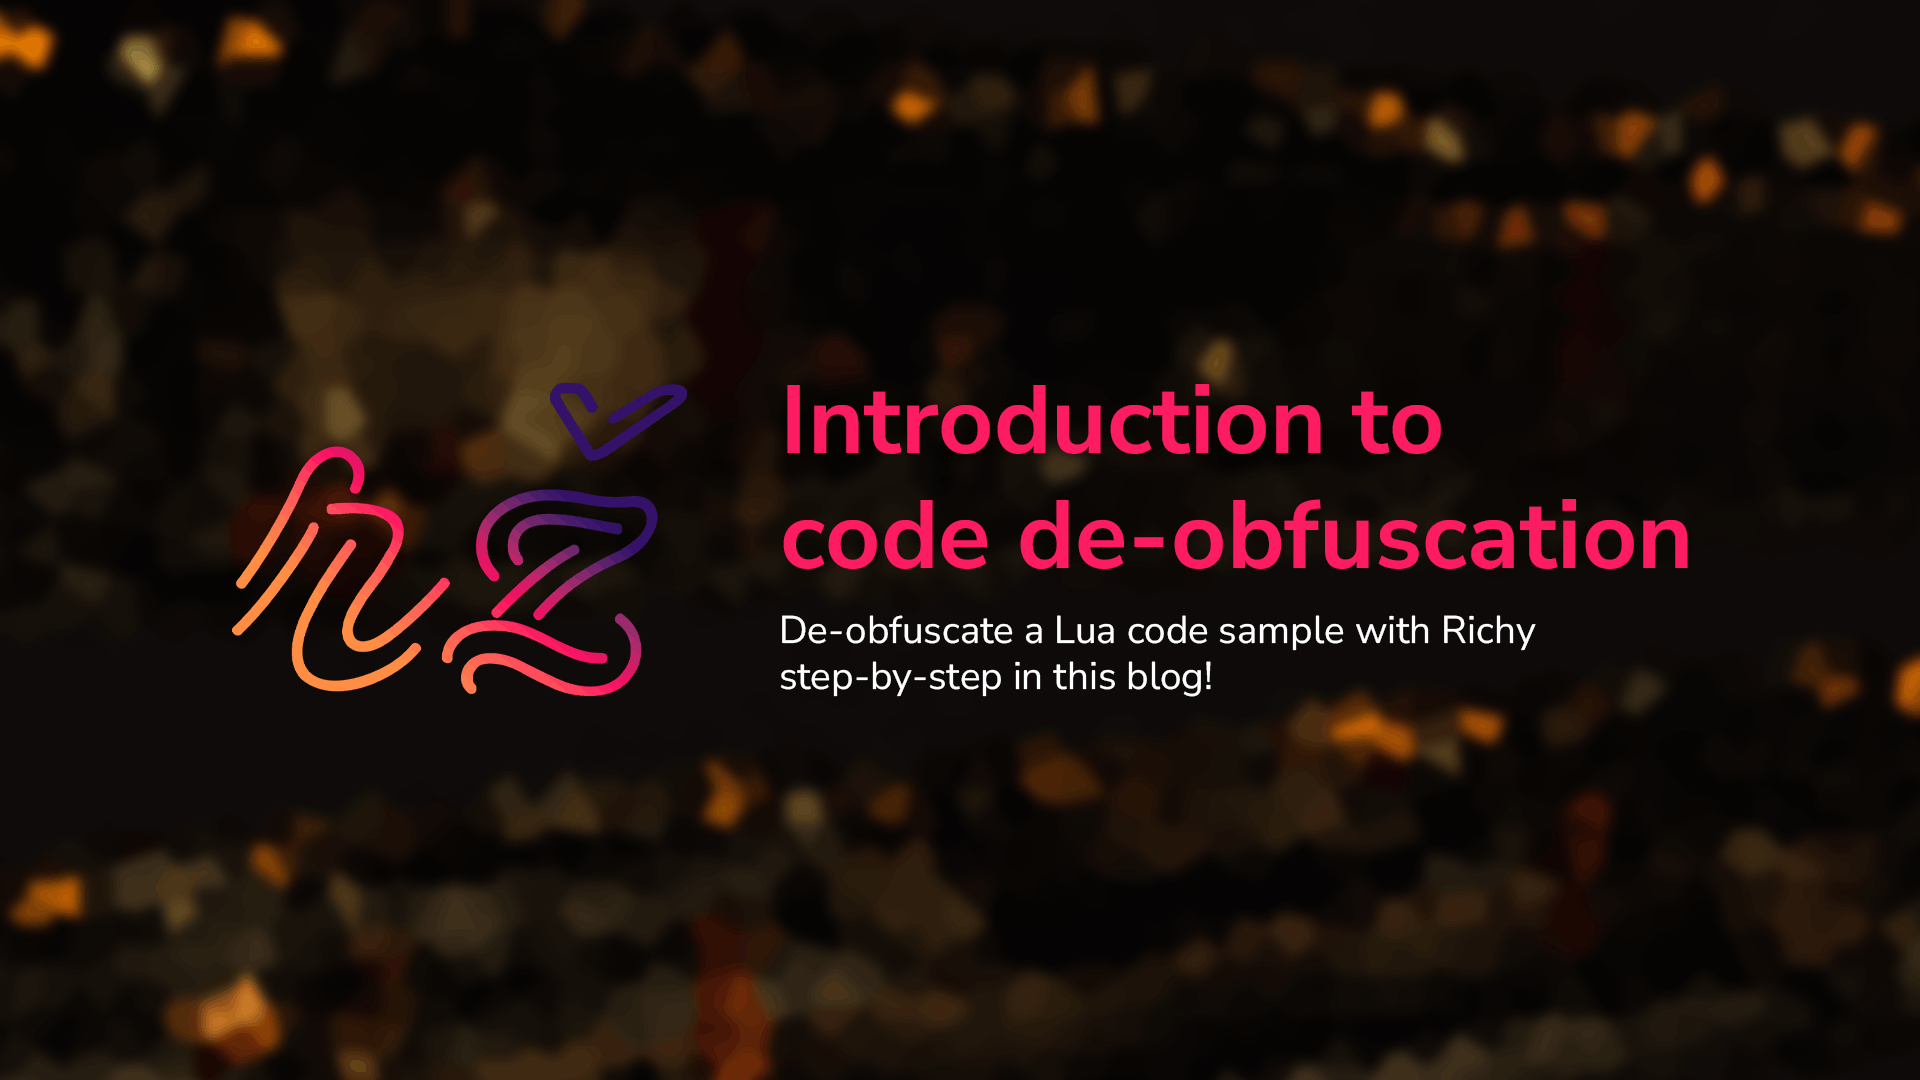 Introduction to
code de-obfuscation
De-obfuscate a Lua code sample with Richy
step-by-step in this blog!